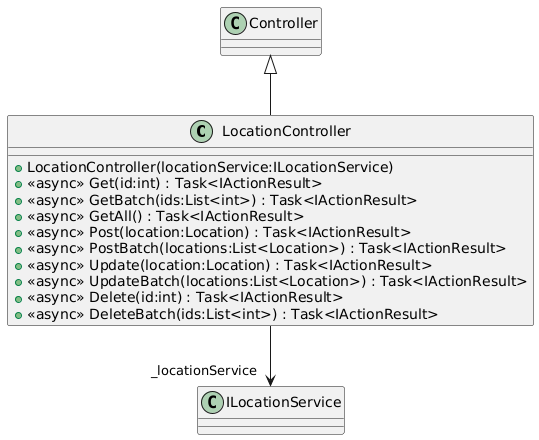 C Controller
C LocationController
LocationController(locationService:ILocationService)
«async» Get(id:int) : Task<IActionResult>
«async» GetBatch(ids:List<int>) : Task<IActionResult>
«async» GetAll() : Task<IActionResult>
«async» Post(location:Location) : Task<IActionResult>
«async» PostBatch(locations:List<Location>) : Task<IActionResult>
«async» Update(location:Location) : Task<IActionResult>
«async» UpdateBatch(locations:List<Location>) : Task<IActionResult>
«async» Delete(id:int) : Task<IActionResult>
«async» DeleteBatch(ids:List<int>) : Task<IActionResult>
_locationService
C ILocationService